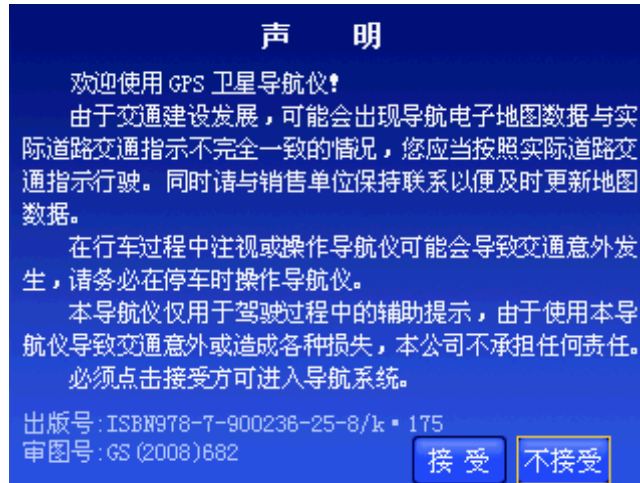 声 明
欢迎使用 GPS 卫星导航仪!
由于交通建设发展，可能会出现导航电子地图数据与实
际道路交通指示不完全一致的情况，您应当按照实际道路交
通指示行驶。同时请与销售单位保持联系以便及时更新地图
数据。
在行车过程中注视或操作导航仪可能会导致交通意外发
生，请务必在停车时操作导航仪。
本导航仪仅用于驾驶过程中的辅助提示，由于使用本导
航仪导致交通意外或造成各种损失，本公司不承担任何责任。
必须点击接受方可进入导航系统。
出版号:ISBN978-7-900236-25-8/k·175
审图号:GS(2008)682
接 受 不接受